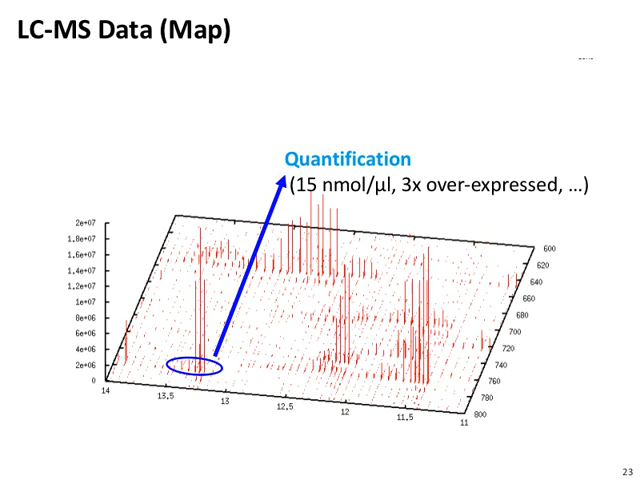 LC-MS Data (Map)
Quantification
(15 nmol/µl, 3x over-expressed, …)
2e+07
1.8e+07
1.6e+07
1.4e+07
1.2e+07
1e+07
8e+06
6e+06
4e+06
2e+06
0
14
13.5
13
12.5
12
11.5
11
600
620
640
660
680
700
720
740
760
780
800
23